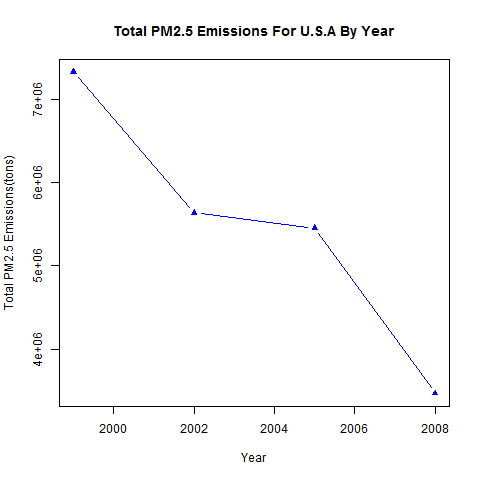 Total PM2.5 Emissions For U.S.A By Year
Total PM2.5 Emissions(tons)
7e+06
6e+06
5e+06
4e+06
2000 2002 2004 2006 2008
Year